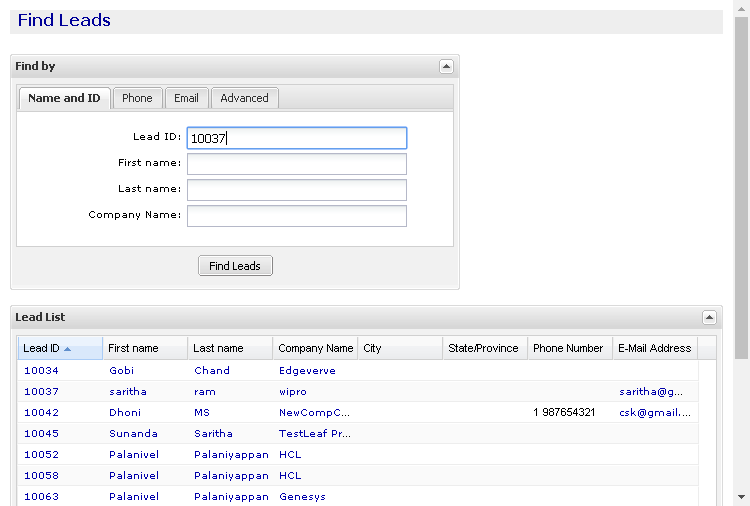 Find Leads
Find by
Name and ID Phone Email Advanced
Lead ID: 10037
First name:
Last name:
Company Name:
Find Leads
Lead List
Lead ID First name Last name Company Name City State/Province Phone Number E-Mail Address
10034 Gobi Chand Edgeverve
10037 saritha ram wipro saritha@g...
10042 Dhoni MS NewCompC... 1 987654321 csk@gmail....
10045 Sunanda Saritha TestLeaf Pr...
10052 Palanivel Palaniyappan HCL
10058 Palanivel Palaniyappan HCL
10063 Palanivel Palaniyappan Genesys